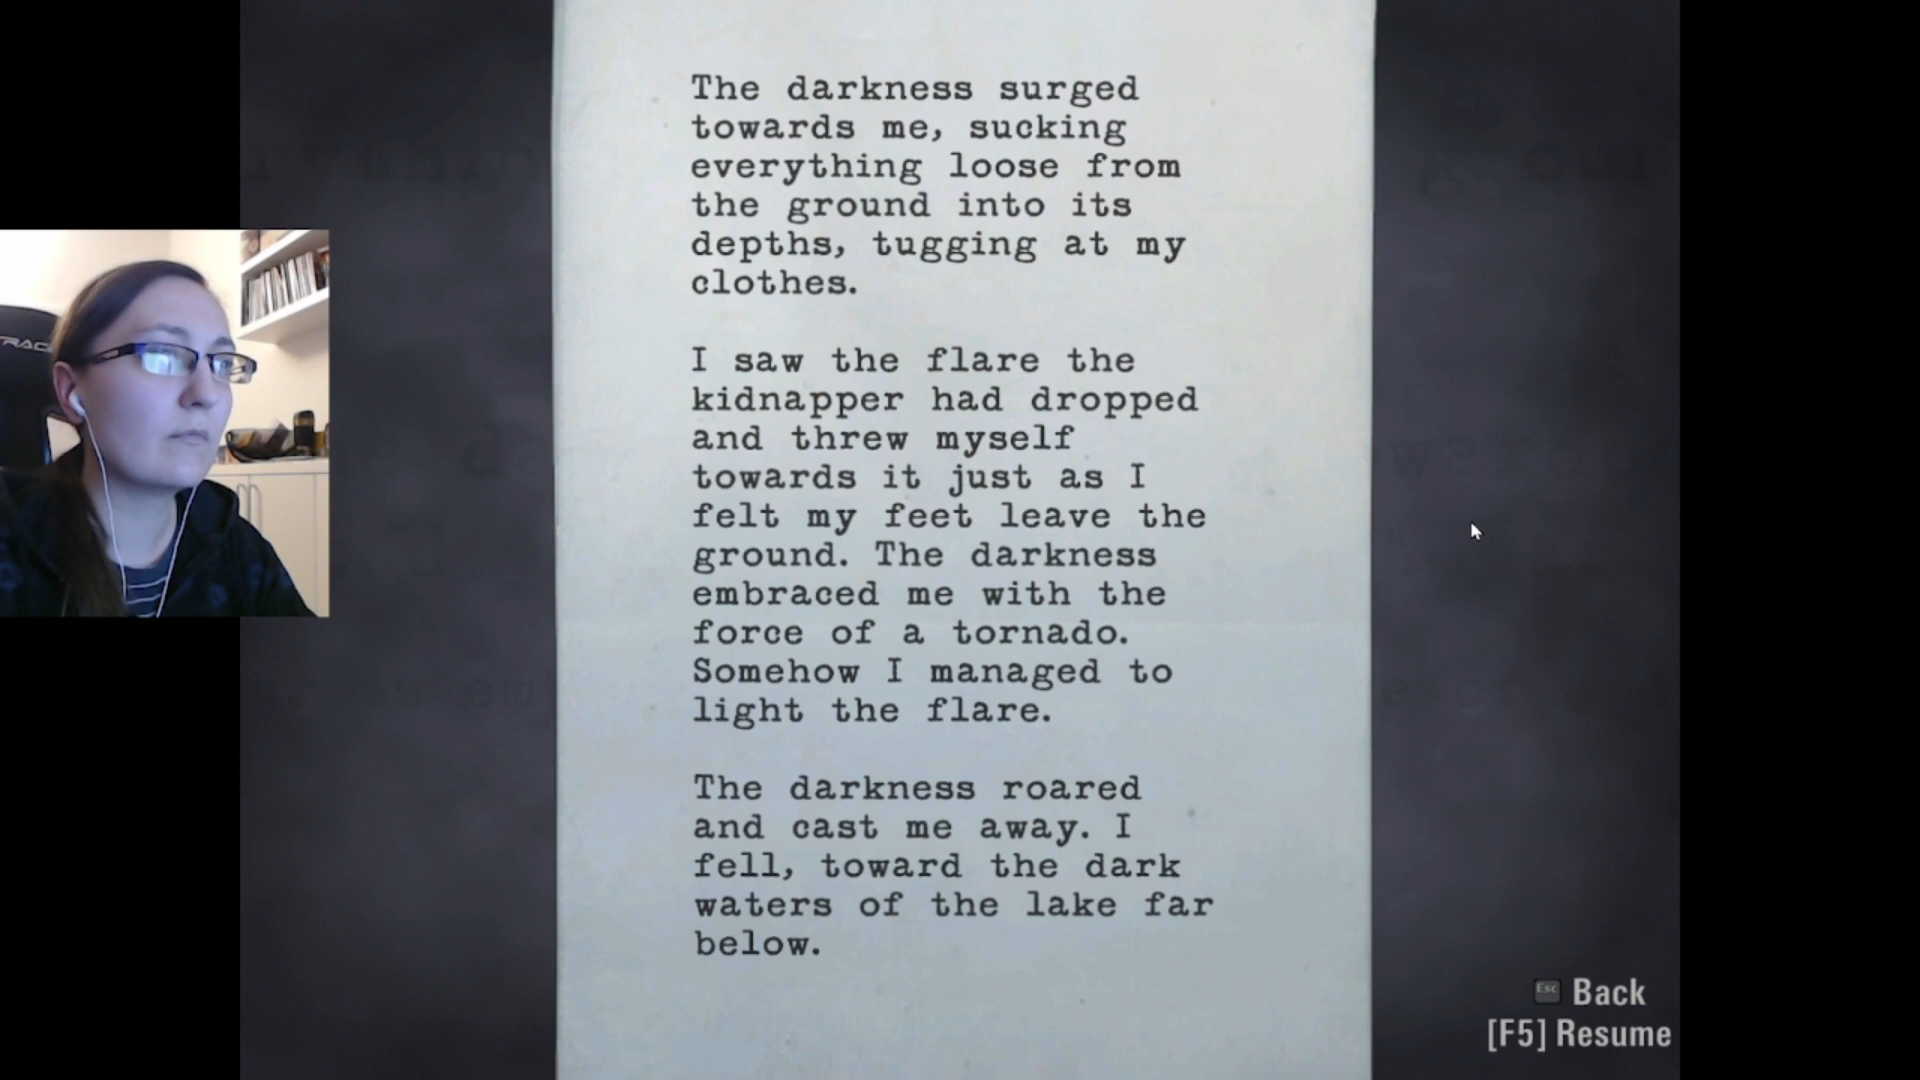 The darkness surged
towards me, sucking
everything loose from
the ground into its
depths, tugging at my
clothes.
I saw the flare the
kidnapper had dropped
and threw myself
towards it just as I
felt my feet leave the
ground. The darkness
embraced me with the
force of a tornado.
Somehow I managed to
light the flare.
The darkness roared
and cast me away. I
fell, toward the dark
waters of the lake far
below.
Esc Back
[F5] Resume